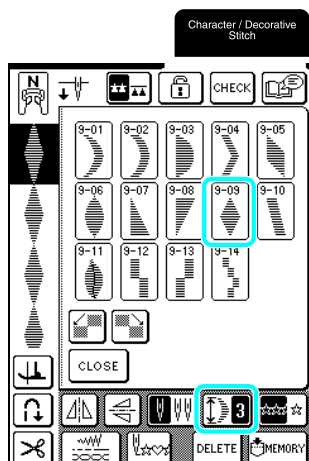 Character / Decorative
Stitch
N
CHECK
9-01 9-02 9-03 9-04 9-05
9-06 9-07 9-08 9-09 9-10
9-11 9-12 9-13 9-14
CLOSE
3
DELETE MEMORY